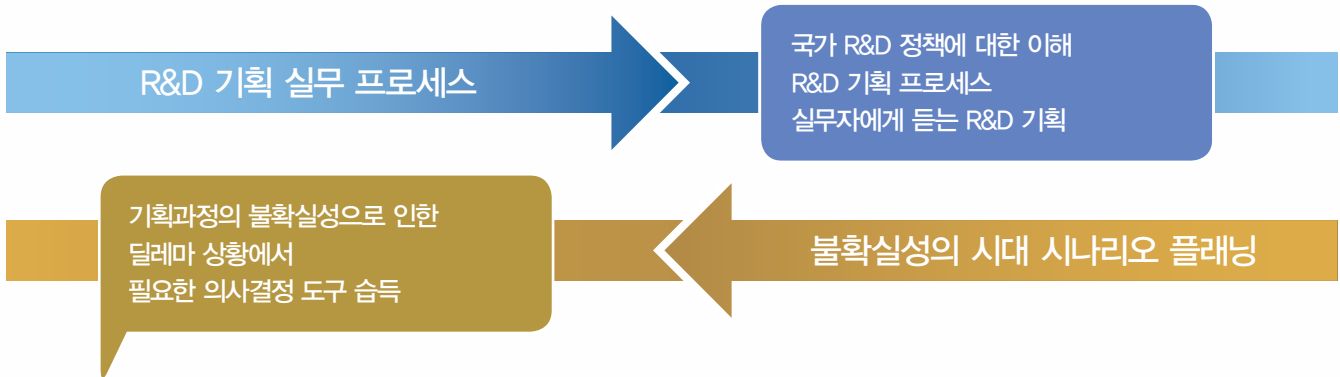 R&D 기획 실무 프로세스
국가 R&D 정책에 대한 이해
R&D 기획 프로세스
실무자에게 듣는 R&D 기획
기획과정의 불확실성으로 인한
딜레마 상황에서
필요한 의사결정 도구 습득
불확실성의 시대 시나리오 플래닝